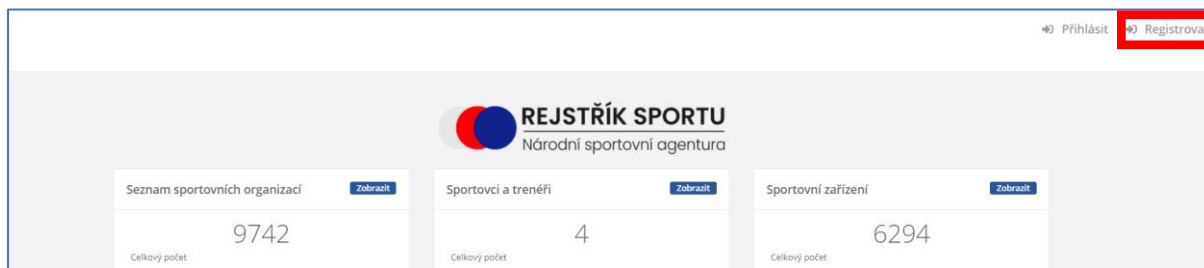 Přihlásit Registrova
REJSTŘÍK SPORTU
Národní sportovní agentura
Seznam sportovních organizací Zobrazit
9742
Celkový počet
Sportovci a trenéři Zobrazit
4
Celkový počet
Sportovní zařízení Zobrazit
6294
Celkový počet